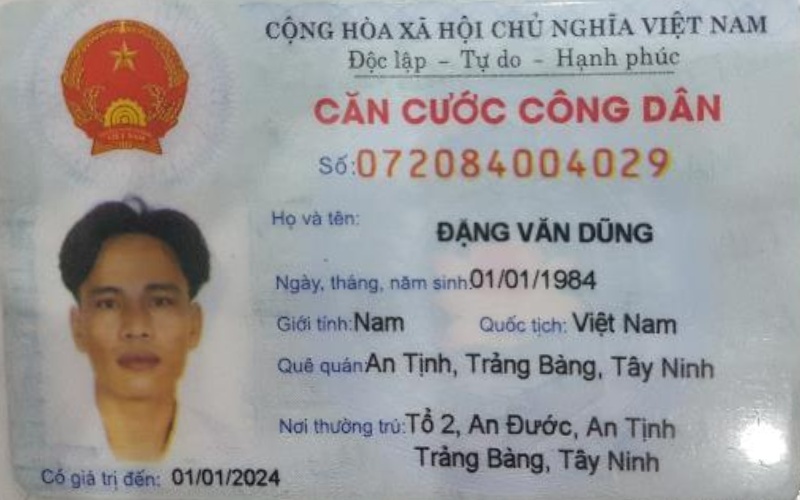 CỘNG HÒA XÃ HỘI CHỦ NGHĨA VIỆT NAM
Độc lập – Tự do – Hạnh phúc
CĂN CƯỚC CÔNG DÂN
Số: 072084004029
Họ và tên: ĐẶNG VĂN DŨNG
Ngày, tháng, năm sinh: 01/01/1984
Giới tính: Nam Quốc tịch: Việt Nam
Quê quán: An Tịnh, Trảng Bàng, Tây Ninh
Nơi thường trú: Tổ 2, An Đước, An Tịnh
Trảng Bàng, Tây Ninh
Có giá trị đến: 01/01/2024